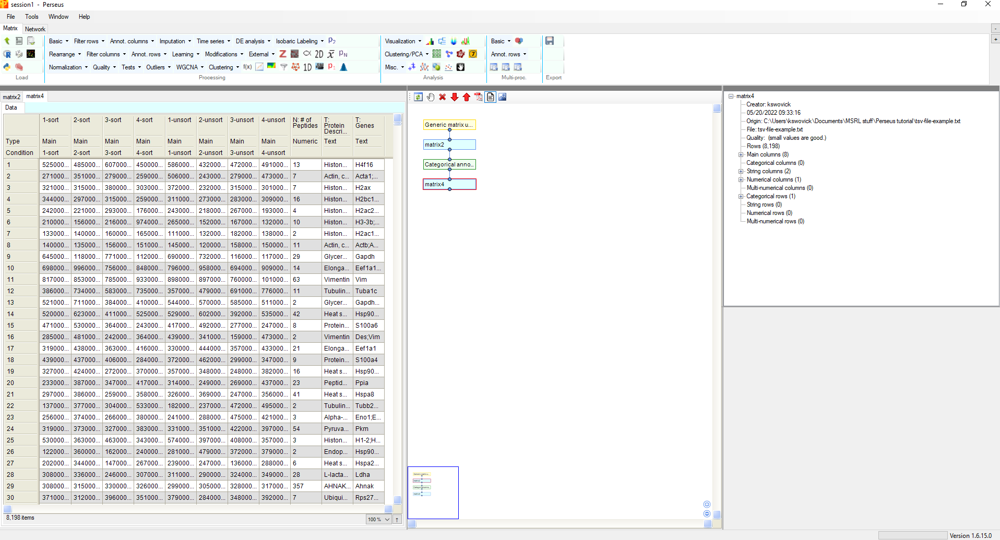 session1 - Perseus
File Tools Window Help
Matrix Network
Basic Filter rows Annot. columns Imputation Time series DE analysis Isobaric Labeling p2
Visualization Basic
Rearrange Filter columns Annot. rows Learning Modifications External Z 2D x pN
Clustering/PCA 7 Annot. rows
Normalization Quality Tests Outliers WGCNA Clustering f(x) 1D p1
Misc.
Load Processing Analysis Multi-proc. Export
matrix2 matrix4
Data
1-sort 2-sort 3-sort 4-sort 1-unsort 2-unsort 3-unsort 4-unsort N: # of Peptides T: Protein Descri... T: Genes
Type Main Main Main Main Main Main Main Main Numeric Text Text
Condition 1-sort 2-sort 3-sort 4-sort 1-unsort 2-unsort 3-unsort 4-unsort
1 525000... 485000... 607000... 450000... 586000... 432000... 472000... 491000... 13 Histon... H4f16
2 271000... 351000... 279000... 259000... 506000... 243000... 279000... 473000... 7 Actin, c... Acta1;...
3 321000... 315000... 380000... 303000... 372000... 232000... 315000... 301000... 7 Histon... H2ax
4 344000... 297000... 315000... 259000... 311000... 273000... 283000... 309000... 16 Histon... H2bc1...
5 242000... 221000... 293000... 176000... 243000... 218000... 267000... 193000... 4 Histon... H2ac2...
6 210000... 156000... 216000... 974000... 265000... 152000... 167000... 132000... 10 Histon... H3-3b;...
7 133000... 140000... 160000... 165000... 111000... 132000... 182000... 138000... 2 Histon... H2ac1...
8 140000... 135000... 156000... 151000... 145000... 120000... 158000... 150000... 11 Actin, c... Actb;A...
9 645000... 118000... 771000... 112000... 690000... 732000... 116000... 117000... 29 Glycer... Gapdh
10 698000... 996000... 756000... 848000... 796000... 958000... 694000... 909000... 14 Elonga... Eef1a1...
11 817000... 853000... 785000... 933000... 898000... 897000... 760000... 101000... 63 Vimentin Vim
12 386000... 734000... 583000... 735000... 357000... 479000... 691000... 776000... 11 Tubulin... Tuba1c
13 521000... 711000... 384000... 410000... 544000... 570000... 585000... 511000... 2 Glycer... Gapdh...
14 520000... 623000... 411000... 525000... 529000... 602000... 392000... 535000... 42 Heat s... Hsp90...
15 471000... 530000... 364000... 243000... 417000... 492000... 277000... 247000... 8 Protein... S100a6
16 285000... 481000... 242000... 364000... 439000... 341000... 159000... 473000... 2 Vimentin Des;Vim
17 319000... 438000... 363000... 416000... 330000... 444000... 357000... 433000... 21 Elonga... Eef1a1
18 439000... 437000... 406000... 284000... 372000... 462000... 299000... 347000... 9 Protein... S100a4
19 327000... 424000... 272000... 370000... 357000... 348000... 248000... 382000... 16 Heat s... Hsp90...
20 233000... 387000... 347000... 417000... 314000... 249000... 269000... 437000... 23 Peptid... Ppia
21 297000... 386000... 259000... 358000... 326000... 369000... 247000... 356000... 41 Heat s... Hspa8
22 137000... 377000... 304000... 533000... 182000... 237000... 472000... 495000... 2 Tubulin... Tubb2...
23 256000... 374000... 266000... 380000... 241000... 288000... 475000... 421000... 3 Alpha-... Eno1;E...
24 319000... 373000... 327000... 383000... 331000... 351000... 422000... 397000... 54 Pyruva... Pkm
25 530000... 363000... 463000... 343000... 574000... 397000... 408000... 357000... 3 Histon... H1-2;H...
26 122000... 360000... 162000... 240000... 281000... 479000... 372000... 379000... 2 Endop... Hsp90...
27 202000... 344000... 147000... 267000... 239000... 247000... 136000... 288000... 6 Heat s... Hspa2...
28 308000... 336000... 246000... 307000... 311000... 290000... 324000... 349000... 28 L-lacta... Ldha
29 308000... 315000... 330000... 326000... 299000... 305000... 328000... 317000... 357 AHNAK... Ahnak
30 371000... 312000... 396000... 351000... 379000... 284000... 348000... 392000... 7 Ubiqui... Rps27...
8,198 items
100 %
Generic matrix u...
matrix2
Categorical anno...
matrix4
Generic matrix u...
matrix2
Categorical anno...
matrix4
matrix4
Creator: kswovick
05/20/2022 09:33:16
Origin: C:\Users\kswovick\Documents\MSRL stuff\Perseus tutorial\tsv-file-example.txt
File: tsv-file-example.txt
Quality: (small values are good.)
Rows (8,198)
Main columns (8)
Categorical columns (0)
String columns (2)
Numerical columns (1)
Multi-numerical columns (0)
Categorical rows (1)
String rows (0)
Numerical rows (0)
Multi-numerical rows (0)
Version 1.6.15.0